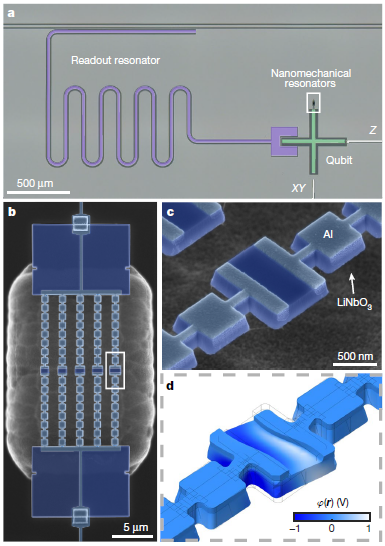 a
Readout resonator
Nanomechanical
resonators
Z
Qubit
500 μm
XY
b
c
Al
LiNbO₃
500 nm
d
φ(r) (V)
5 μm
−1 0 1